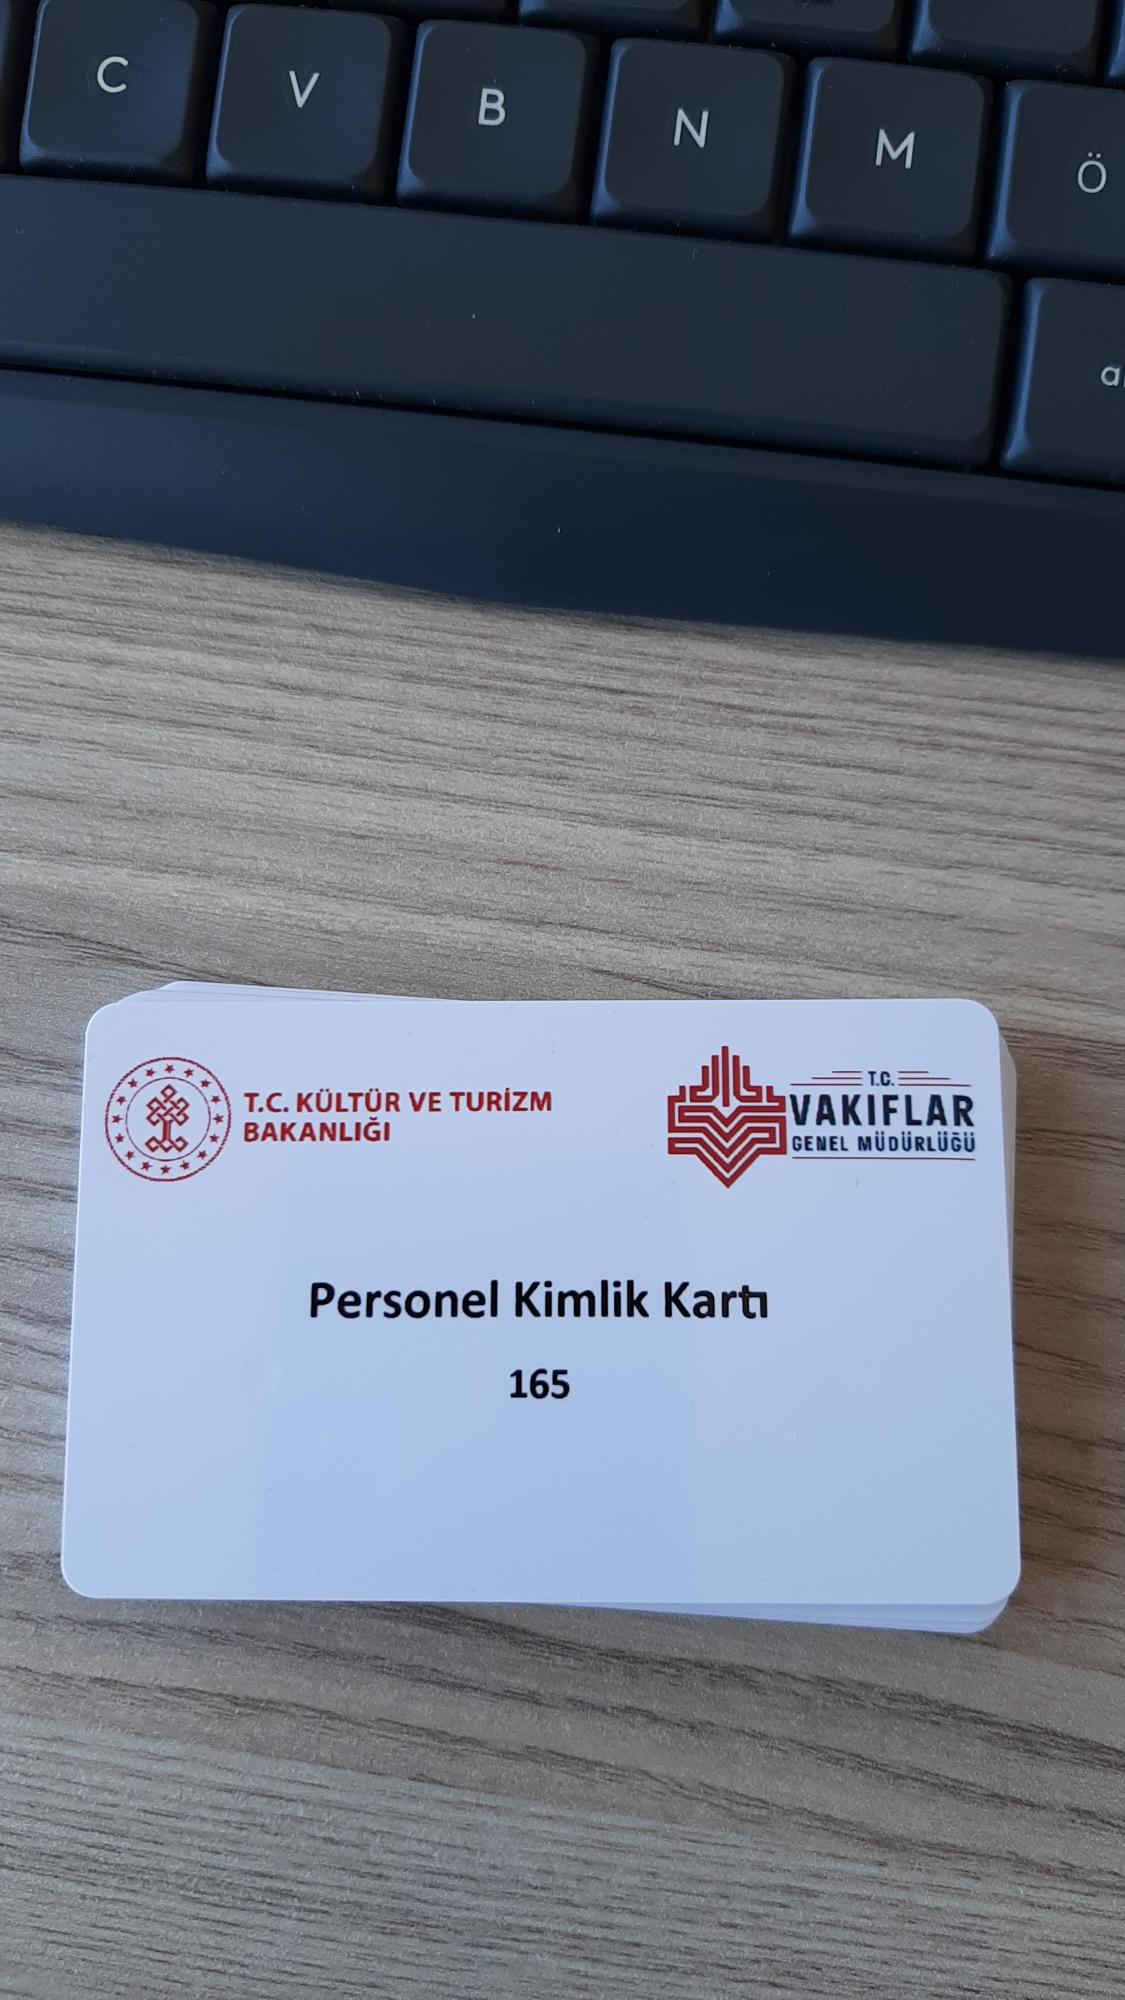 C V B N M Ö
T.C. KÜLTÜR VE TURİZM
BAKANLIĞI
T.C.
VAKIFLAR
GENEL MÜDÜRLÜĞÜ
Personel Kimlik Kartı
165